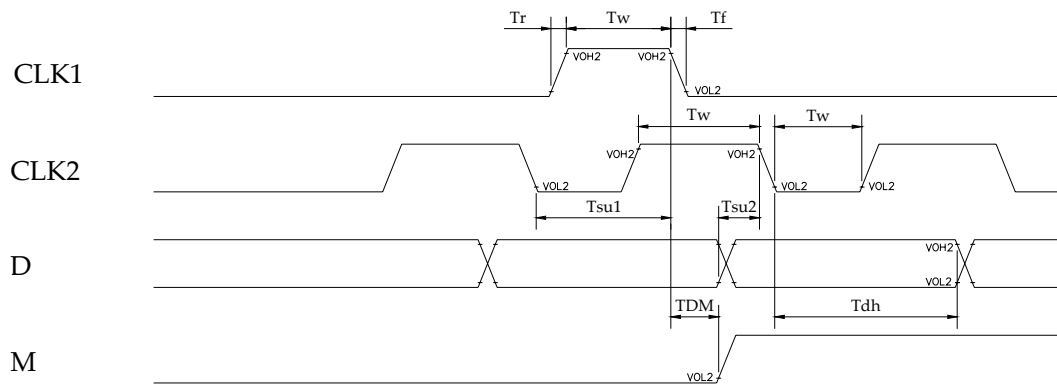 Tr Tw Tf
CLK1 VOH2 VOH2 VOL2
Tw Tw
CLK2 VOL2 VOH2 VOH2 VOL2 VOL2
Tsu1 Tsu2
D VOH2 VOL2
TDM Tdh
M VOL2